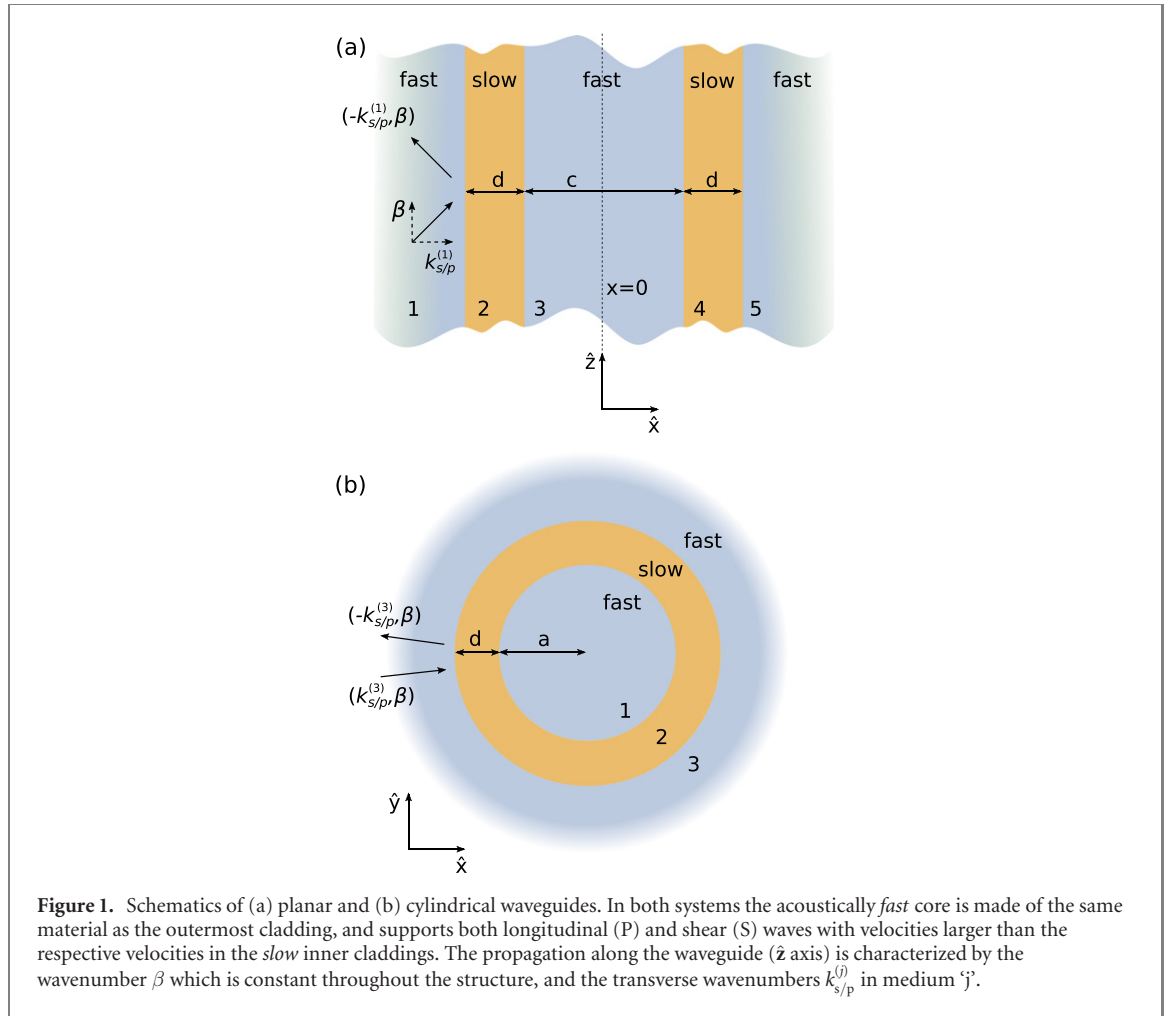 (a)
fast slow fast slow fast
(-k_{s/p}^{(1)},β)
d c d
β
k_{s/p}^{(1)}
x=0
1 2 3 4 5
ẑ
x̂
(b)
fast
slow
fast
(-k_{s/p}^{(3)},β)
d a
(k_{s/p}^{(3)},β)
1
2
3
ŷ
x̂
Figure 1. Schematics of (a) planar and (b) cylindrical waveguides. In both systems the acoustically fast core is made of the same
material as the outermost cladding, and supports both longitudinal (P) and shear (S) waves with velocities larger than the
respective velocities in the slow inner claddings. The propagation along the waveguide (ẑ axis) is characterized by the
wavenumber β which is constant throughout the structure, and the transverse wavenumbers k_{s/p}^{(j)} in medium ‘j’.